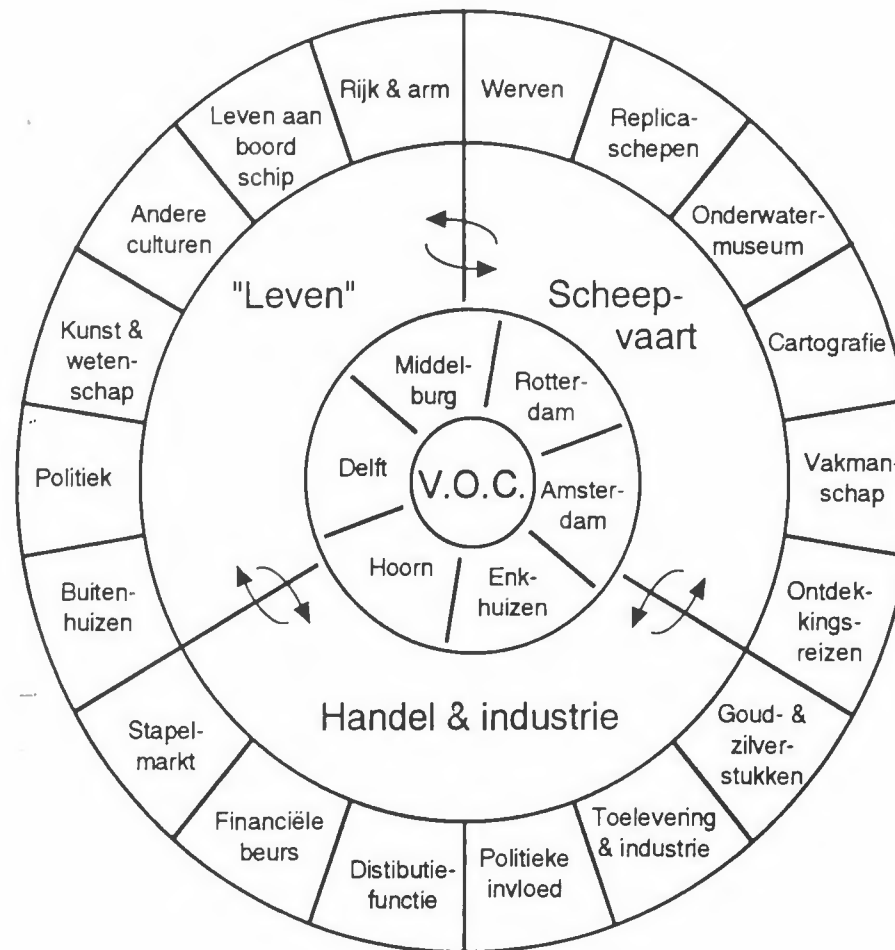 Rijk & arm
Werven
Replica-
schepen
Onderwater-
museum
Cartografie
Vakman-
schap
Ontdek-
kings-
reizen
Goud- &
zilver-
stukken
Toelevering
& industrie
Politieke
invloed
Distibutie-
functie
Financiële
beurs
Stapel-
markt
Buiten-
huizen
Politiek
Kunst &
weten-
schap
Andere
culturen
Leven aan
boord
schip
"Leven"
Scheep-
vaart
Handel & industrie
Middel-
burg
Rotter-
dam
Amster-
dam
Enk-
huizen
Hoorn
Delft
V.O.C.